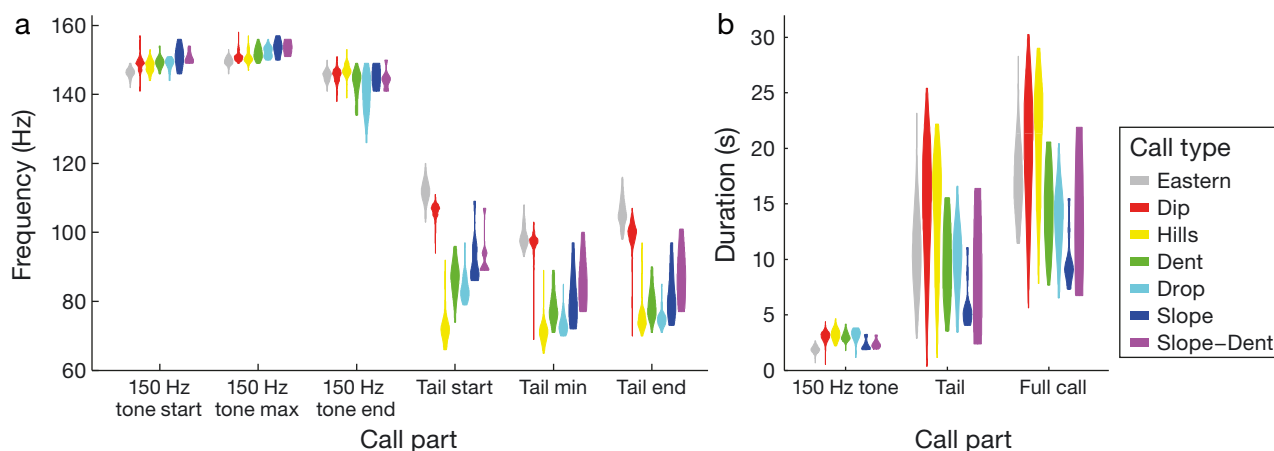 a
Frequency (Hz)
160
140
120
100
80
60
150 Hz tone start
150 Hz tone max
150 Hz tone end
Tail start
Tail min
Tail end
Call part
b
Duration (s)
30
25
20
15
10
5
0
150 Hz tone
Tail
Full call
Call part
Call type
Eastern
Dip
Hills
Dent
Drop
Slope
Slope–Dent